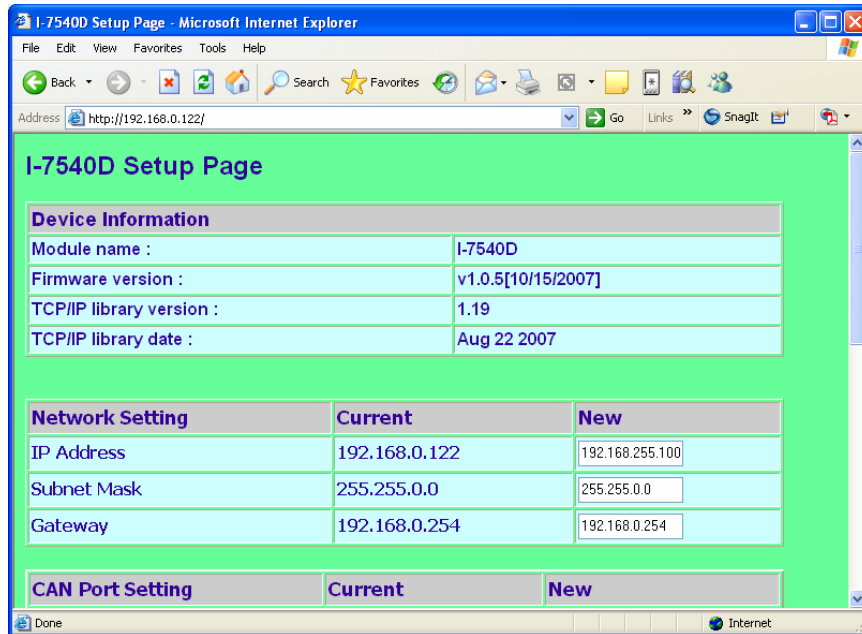 I-7540D Setup Page - Microsoft Internet Explorer
File Edit View Favorites Tools Help
Back Search Favorites
Address http://192.168.0.122/ Go Links » SnagIt
I-7540D Setup Page
Device Information
Module name : I-7540D
Firmware version : v1.0.5[10/15/2007]
TCP/IP library version : 1.19
TCP/IP library date : Aug 22 2007
Network Setting Current New
IP Address 192.168.0.122 192.168.255.100
Subnet Mask 255.255.0.0 255.255.0.0
Gateway 192.168.0.254 192.168.0.254
CAN Port Setting Current New
Done Internet